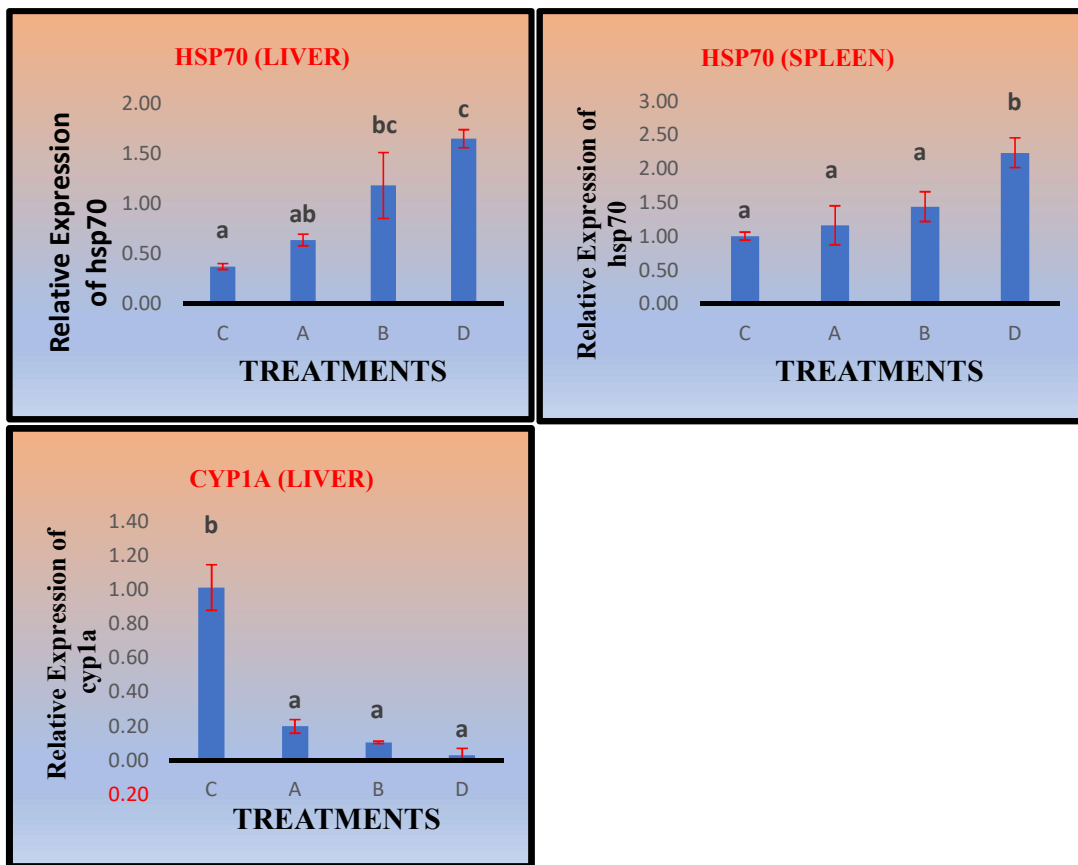 HSP70 (LIVER)
Relative Expression
of hsp70
2.00
1.50
1.00
0.50
0.00
a
ab
bc
c
C A B D
TREATMENTS
HSP70 (SPLEEN)
Relative Expression of
hsp70
3.00
2.50
2.00
1.50
1.00
0.50
0.00
a
a
a
b
C A B D
TREATMENTS
CYP1A (LIVER)
Relative Expression of
cyp1a
1.40
1.20
1.00
0.80
0.60
0.40
0.20
0.00
0.20
b
a
a
a
C A B D
TREATMENTS